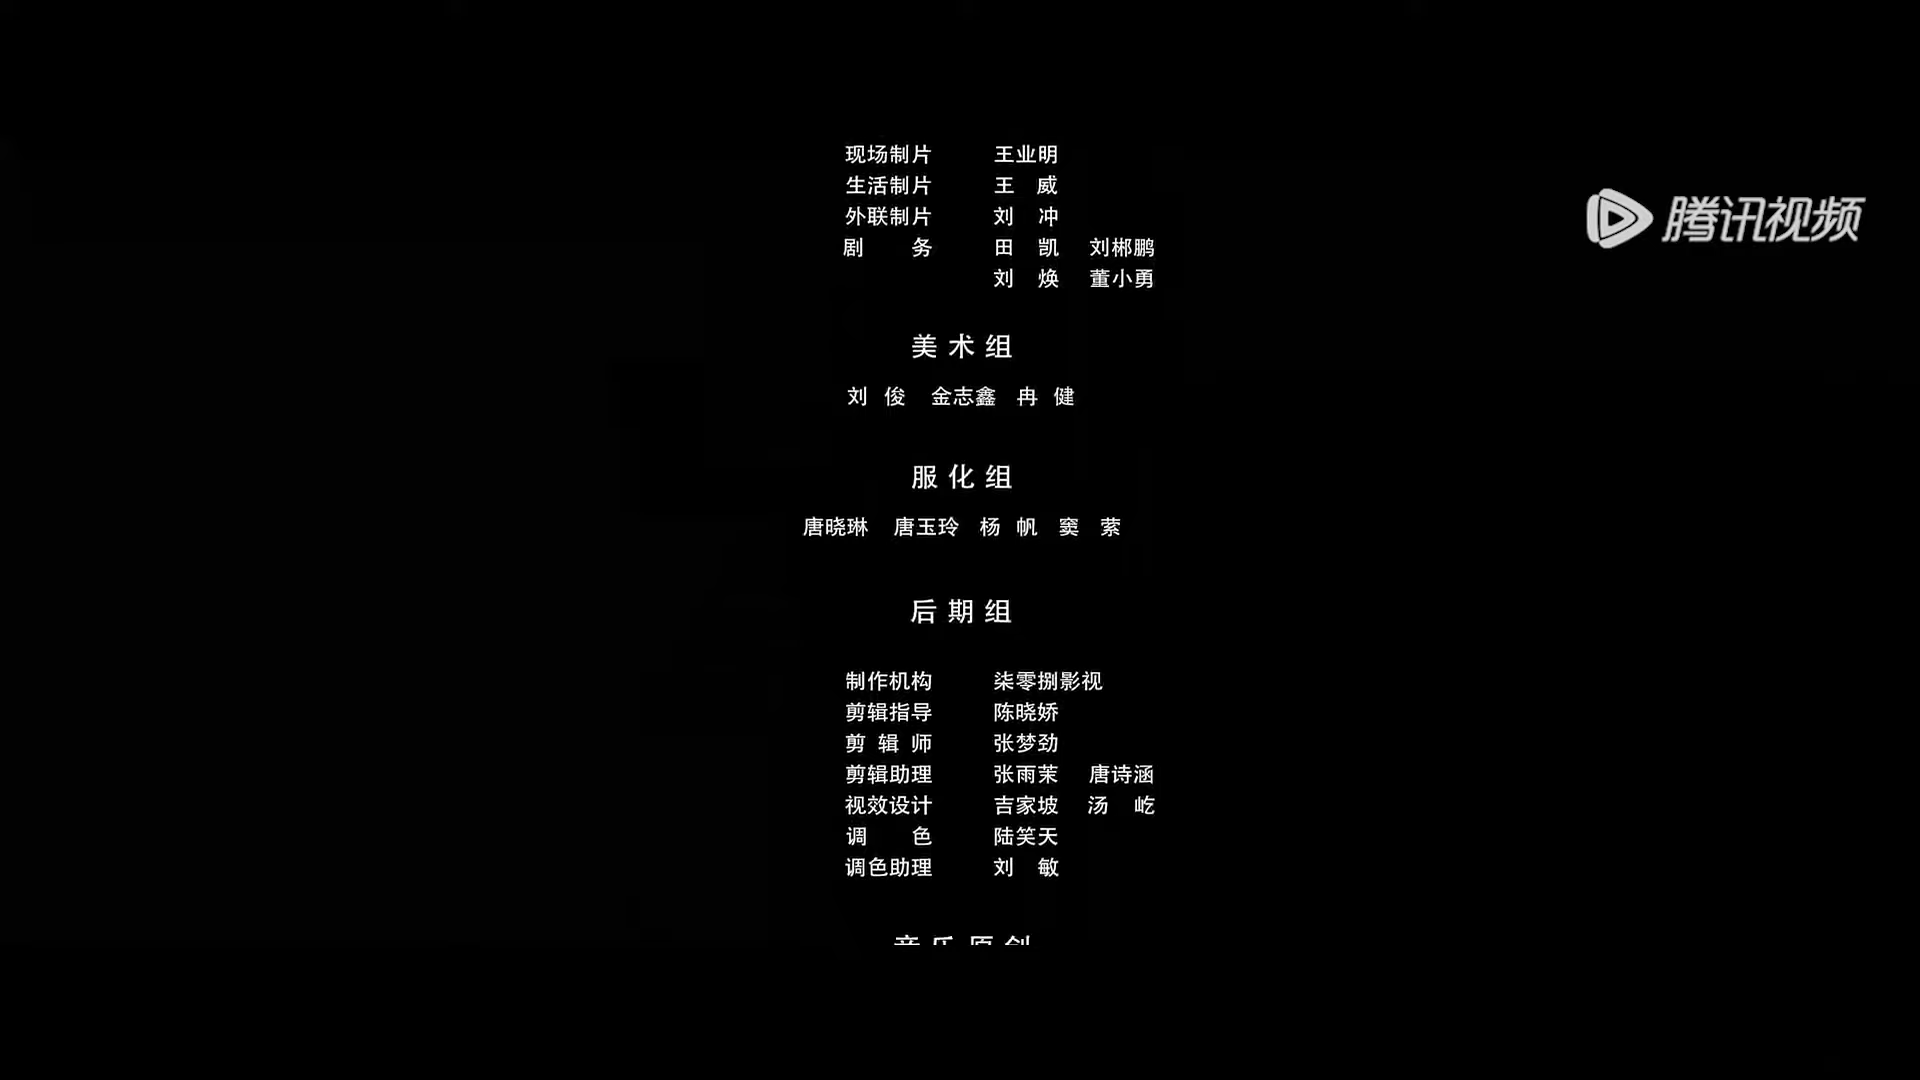 现场制片 王业明
腾讯视频
生活制片 王 威
外联制片 刘 冲
剧 务 田 凯 刘郴鹏
刘 焕 董小勇
美术组
刘 俊 金志鑫 冉 健
服化组
唐晓琳 唐玉玲 杨 帆 窦 萦
后期组
制作机构 柒零捌影视
剪辑指导 陈晓娇
剪辑师 张梦劲
剪辑助理 张雨茉 唐诗涵
视效设计 吉家坡 汤 屹
调 色 陆笑天
调色助理 刘 敏
音乐原创